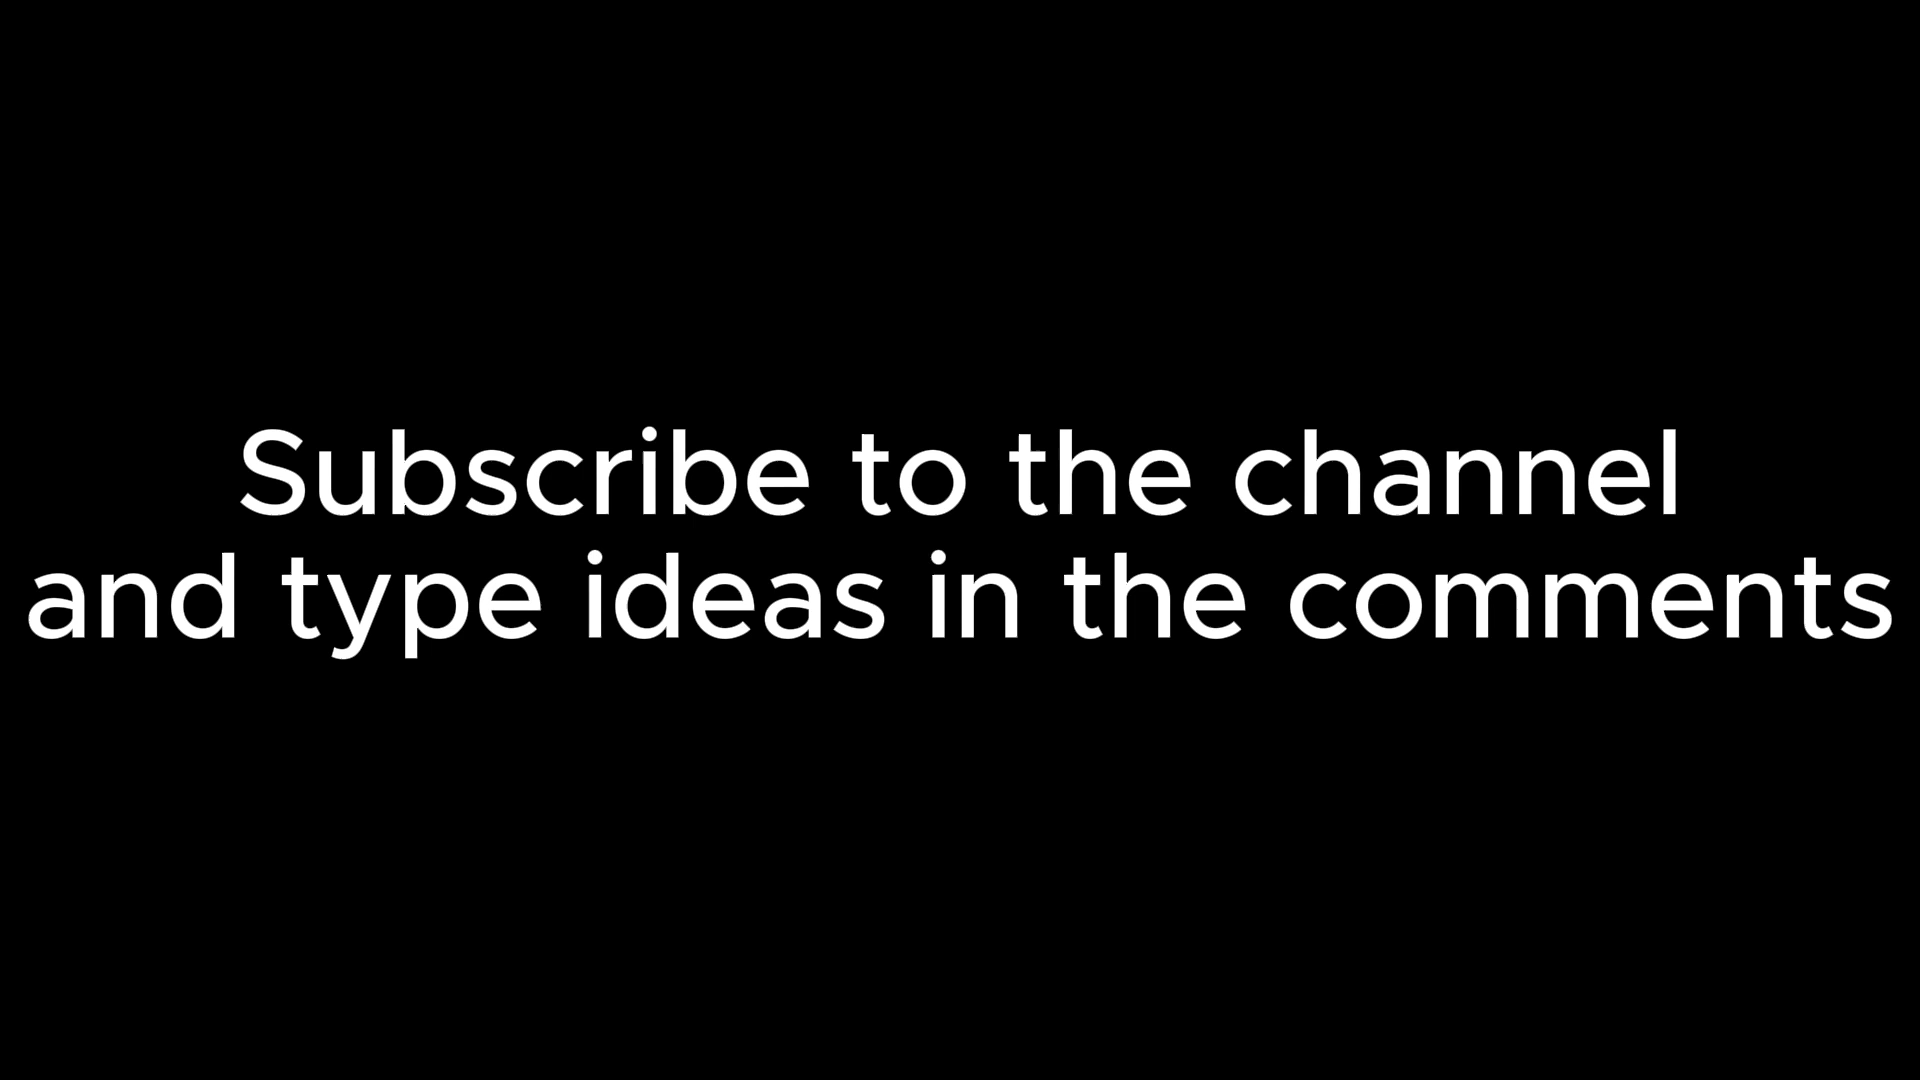 Subscribe to the channel
and type ideas in the comments